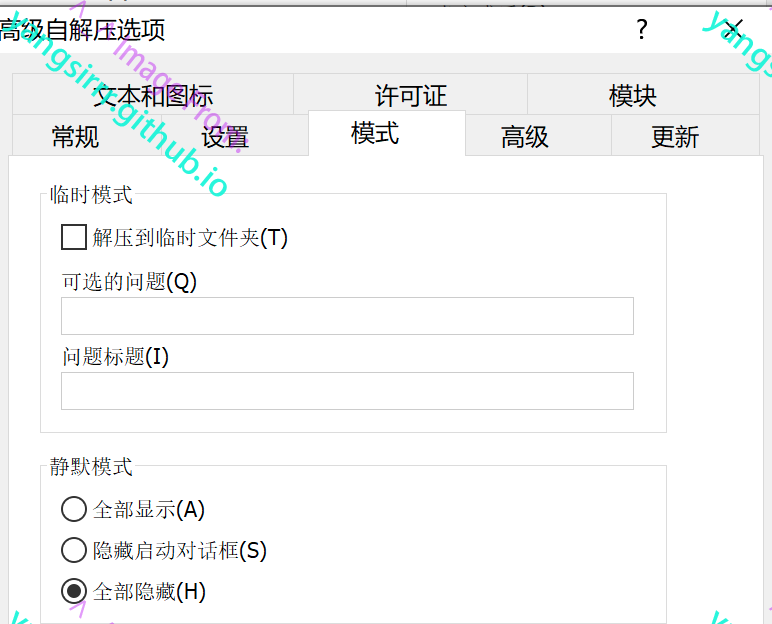 高级自解压选项
?
文本和图标 许可证 模块
常规 设置 模式 高级 更新
临时模式
解压到临时文件夹(T)
可选的问题(Q)
问题标题(I)
静默模式
全部显示(A)
隐藏启动对话框(S)
全部隐藏(H)
Image From:
yangsirrr.github.io
yangs